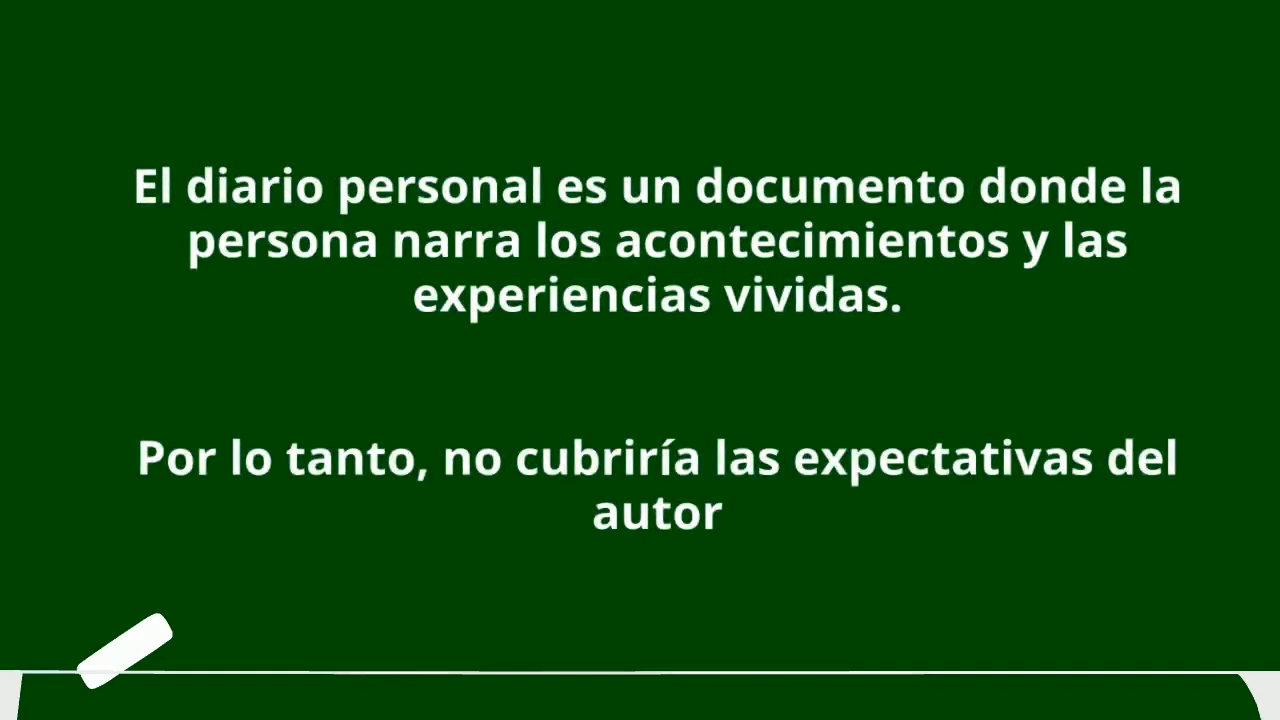 El diario personal es un documento donde la
persona narra los acontecimientos y las
experiencias vividas.
Por lo tanto, no cubriría las expectativas del
autor